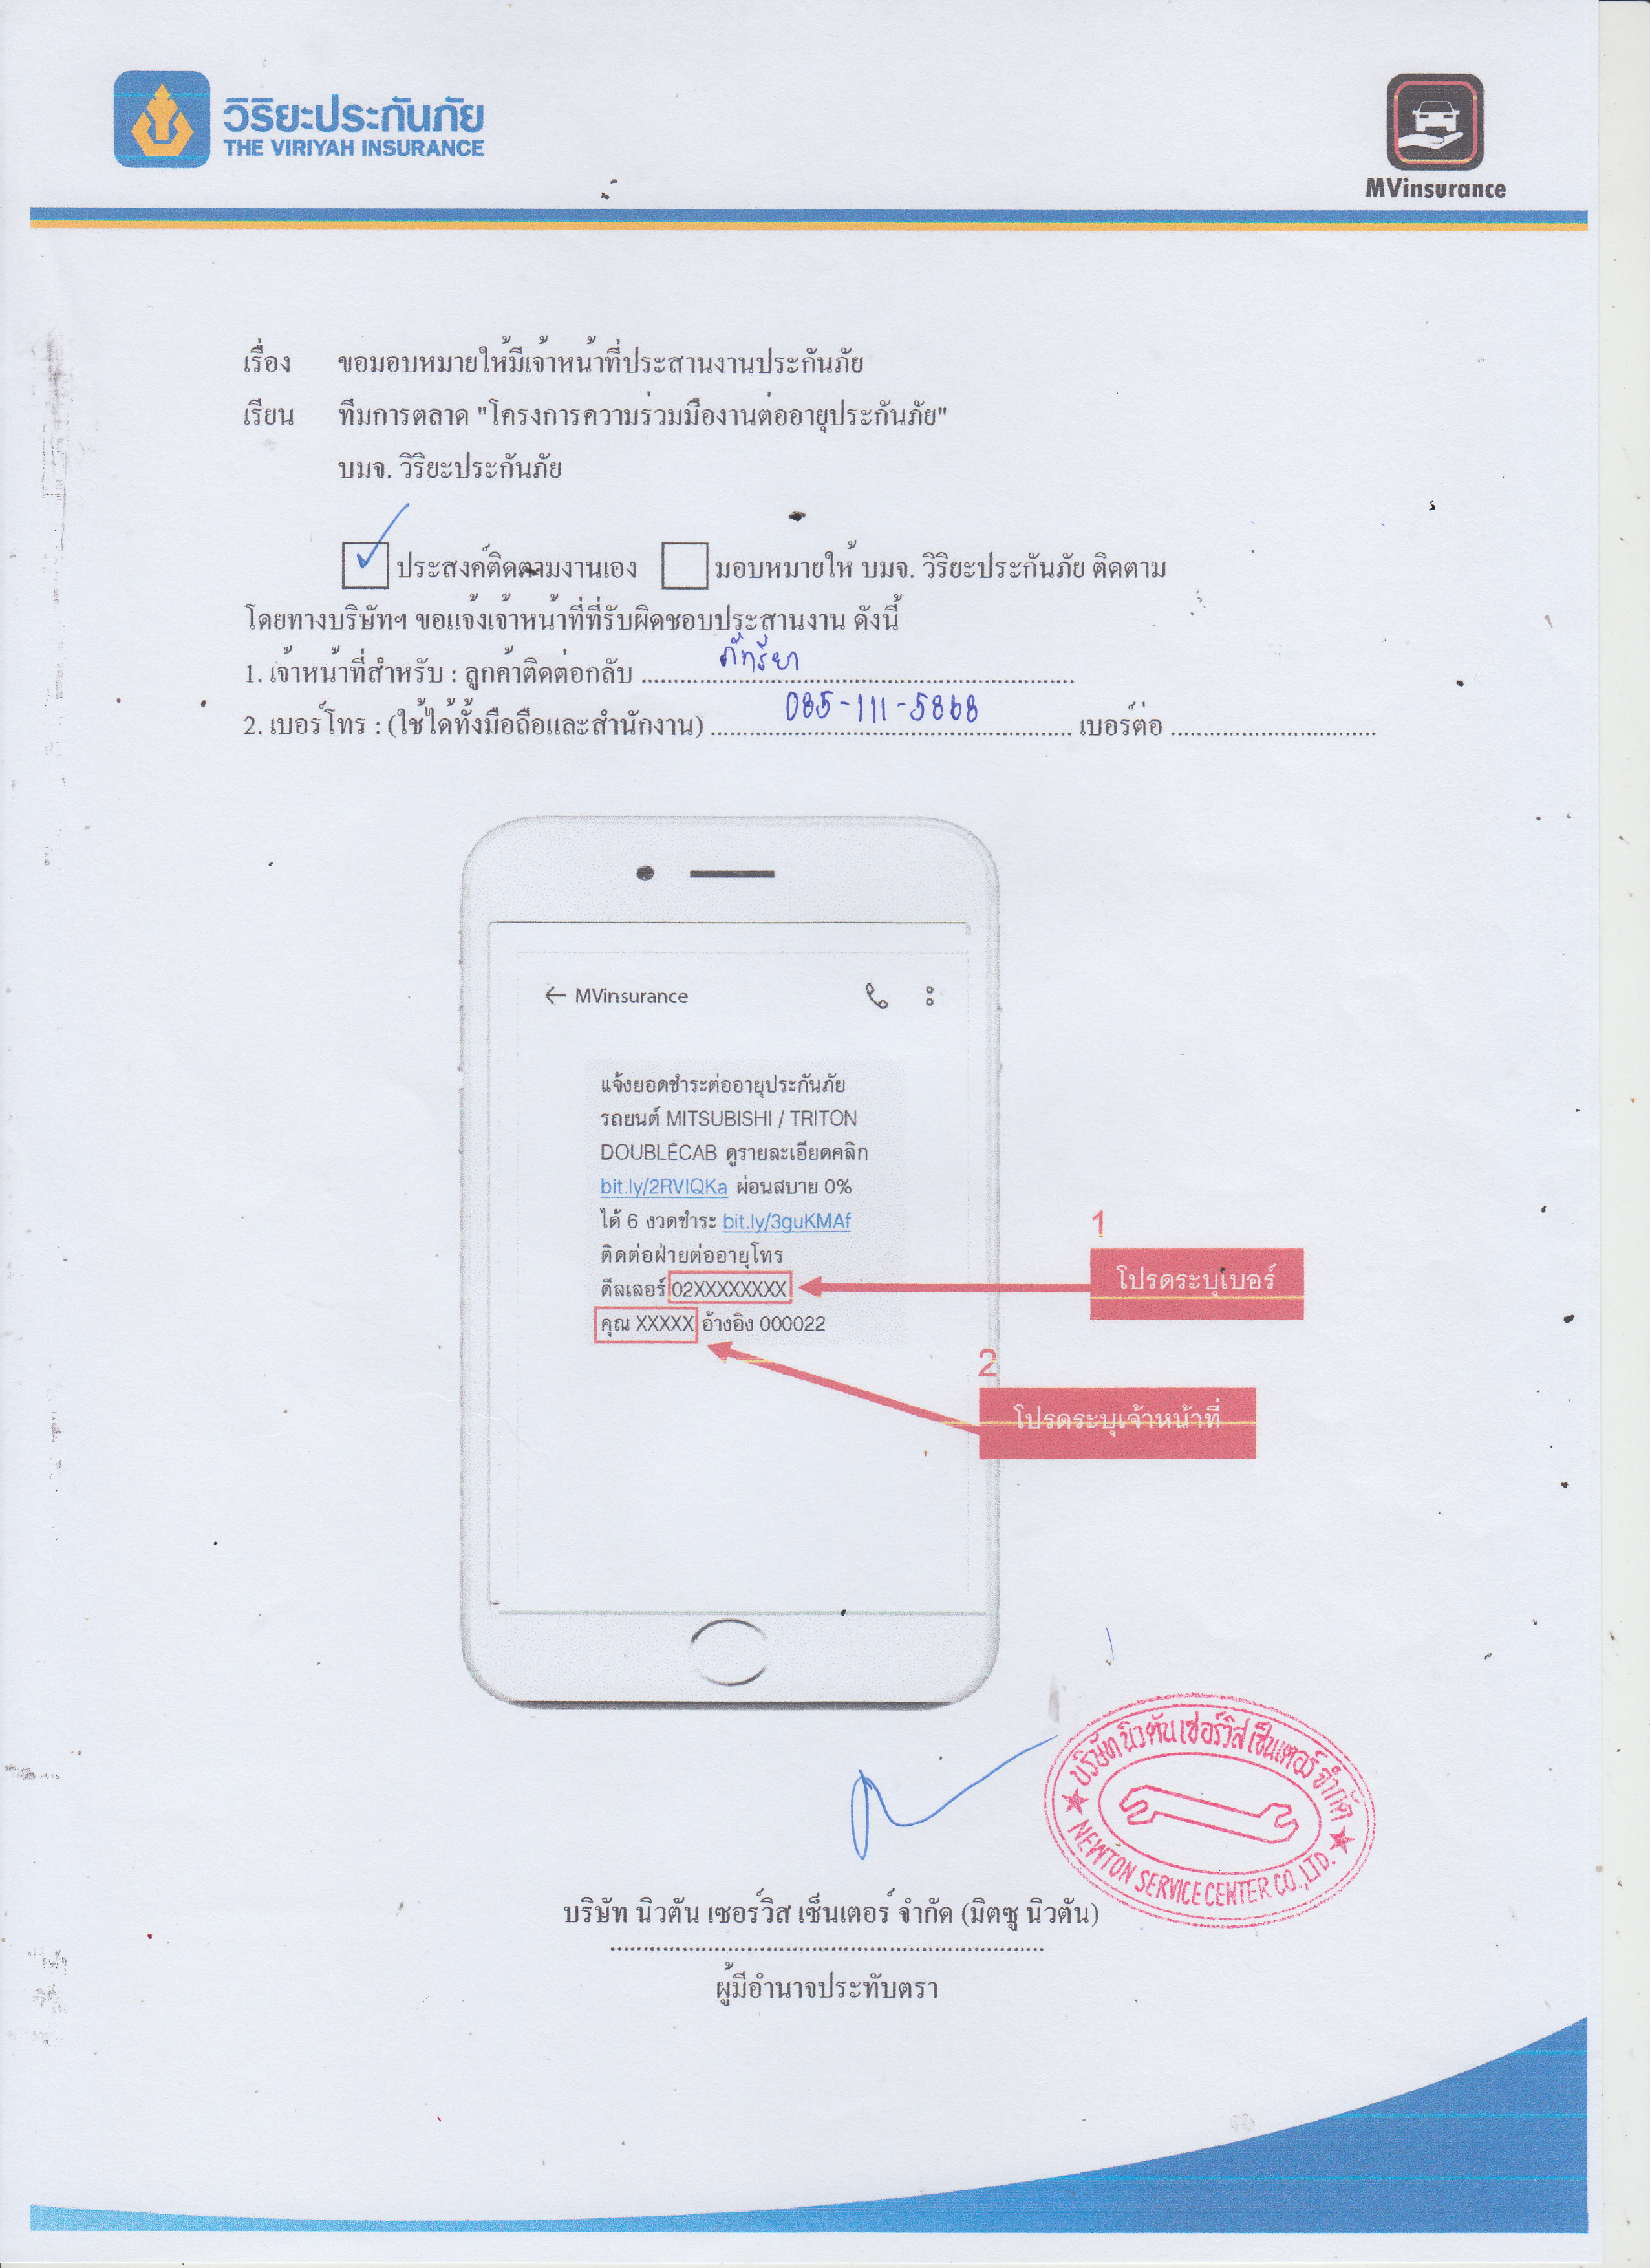 วิริยะประกันภัย
THE VIRIYAH INSURANCE
MVinsurance
เรื่อง ขอมอบหมายให้มีเจ้าหน้าที่ประสานงานประกันภัย
เรียน ทีมการตลาด "โครงการความร่วมมืองานต่ออายุประกันภัย"
บมจ. วิริยะประกันภัย
ประสงค์ติดตามงานเอง มอบหมายให้ บมจ. วิริยะประกันภัย ติดตาม
โดยทางบริษัทฯ ขอแจ้งเจ้าหน้าที่ที่รับผิดชอบประสานงาน ดังนี้
1. เจ้าหน้าที่สำหรับ : ลูกค้าติดต่อกลับ ภัทรียา
2. เบอร์โทร : (ใช้ได้ทั้งมือถือและสำนักงาน) 085-111-5868 เบอร์ต่อ
MVinsurance
แจ้งยอดชำระต่ออายุประกันภัย
รถยนต์ MITSUBISHI / TRITON
DOUBLECAB ดูรายละเอียดคลิก
bit.ly/2RVIQKa ผ่อนสบาย 0%
ได้ 6 งวดชำระ bit.ly/3guKMAf
ติดต่อฝ่ายต่ออายุโทร
ดีลเลอร์ 02XXXXXXXX
คุณ XXXXX อ้างอิง 000022
1
โปรดระบุเบอร์
2
โปรดระบุเจ้าหน้าที่
บริษัท นิวตัน เซอร์วิส เซ็นเตอร์ จำกัด
NEWTON SERVICE CENTER CO.,LTD.
บริษัท นิวตัน เซอร์วิส เซ็นเตอร์ จำกัด (มิตซู นิวตัน)
ผู้มีอำนาจประทับตรา